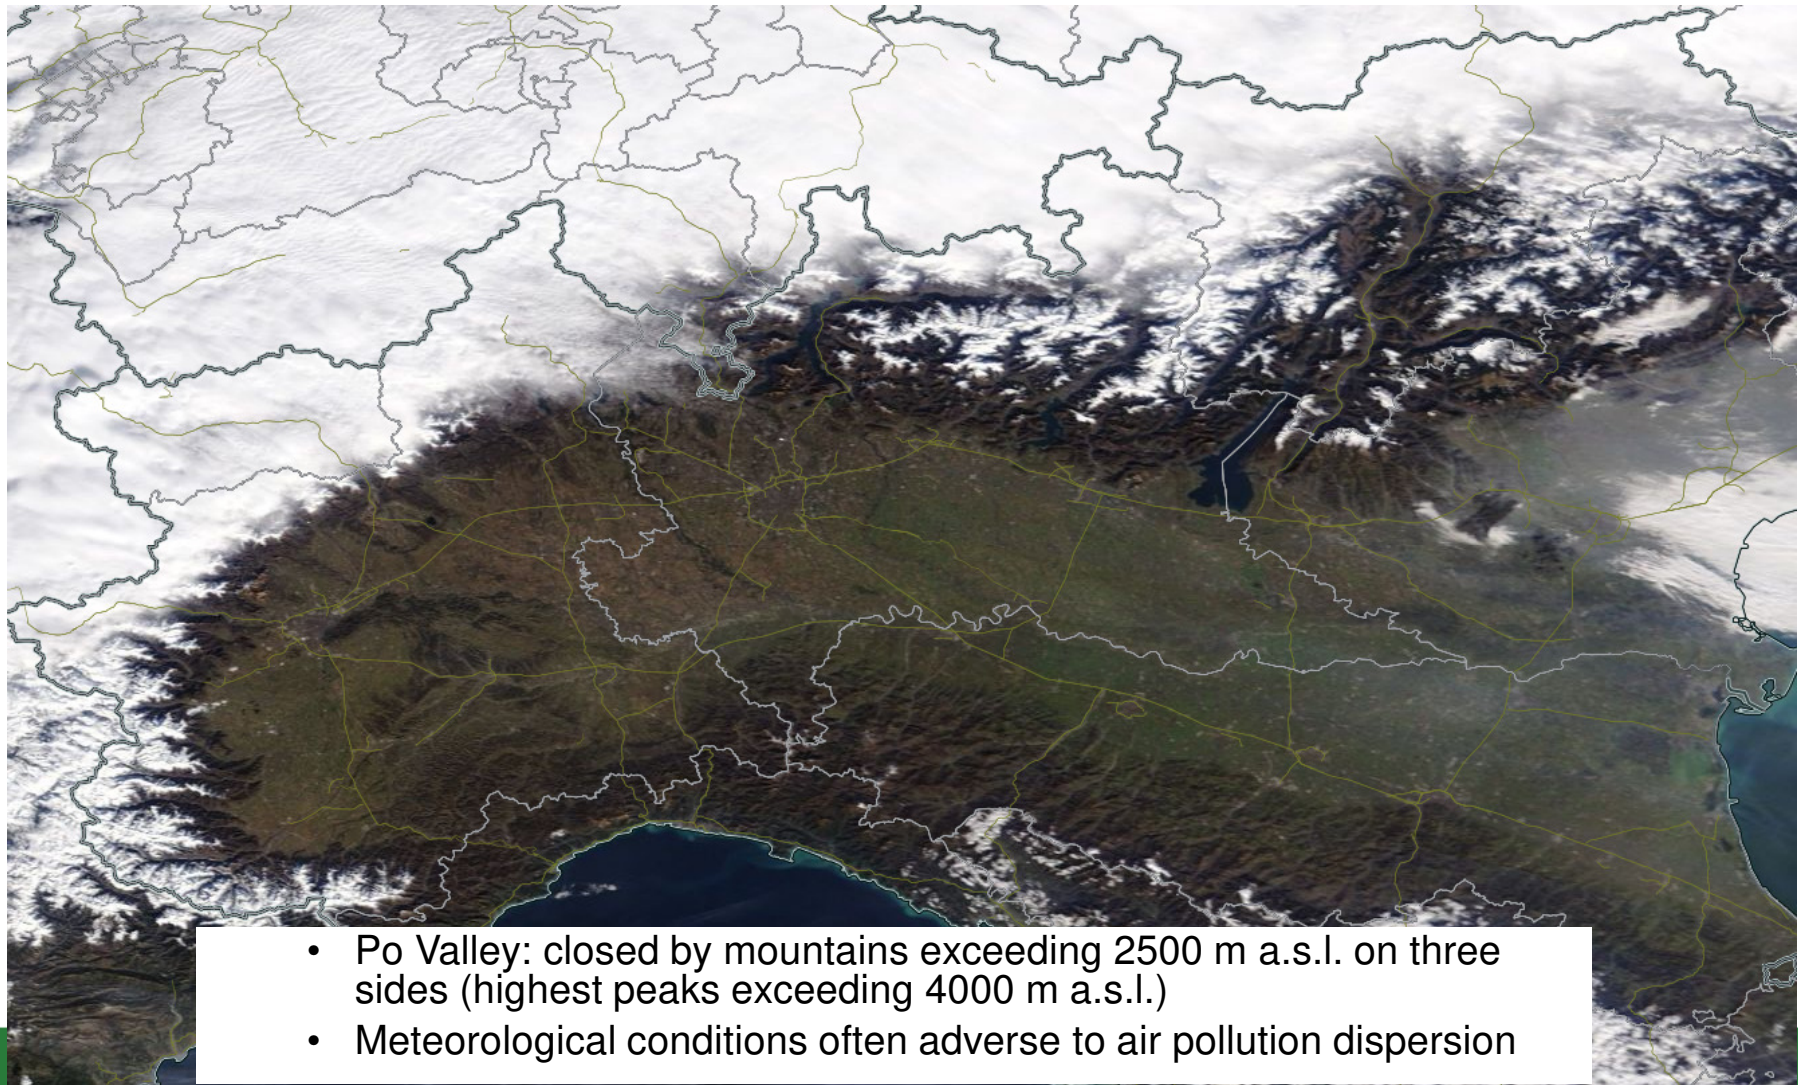 • Po Valley: closed by mountains exceeding 2500 m a.s.l. on three
sides (highest peaks exceeding 4000 m a.s.l.)
• Meteorological conditions often adverse to air pollution dispersion